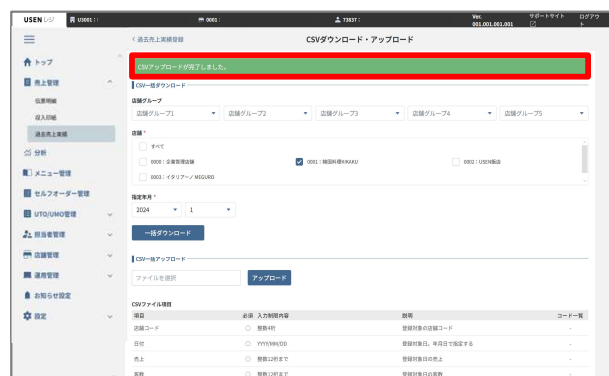 USEN レジ U3001 : 0001 : 73837 : Ver. 001.001.001.001 サポートサイト ログアウト
< 過去売上実績登録 CSVダウンロード・アップロード
CSVアップロードが完了しました。
トップ
売上管理
伝票明細
収入印紙
過去売上実績
分析
メニュー管理
セルフオーダー管理
UTO/UMO管理
担当者管理
店舗管理
運用管理
お知らせ設定
設定
CSV一括ダウンロード
店舗グループ
店舗グループ1 店舗グループ2 店舗グループ3 店舗グループ4 店舗グループ5
店舗 *
すべて
0000 : 企業管理店舗 0001 : 韓国料理HIKAKU 0002 : USEN飯店
0003 : イタリアーノ MEGURO
指定年月 *
2024 1
一括ダウンロード
CSV一括アップロード
ファイルを選択 アップロード
CSVファイル項目
項目 必須 入力制限内容 説明 コード一覧
店舗コード ○ 整数4桁 登録対象の店舗コード -
日付 ○ YYYY/MM/DD 登録対象日。年月日で指定する -
売上 ○ 整数12桁まで 登録対象日の売上 -
客数 ○ 整数12桁まで 登録対象日の客数 -